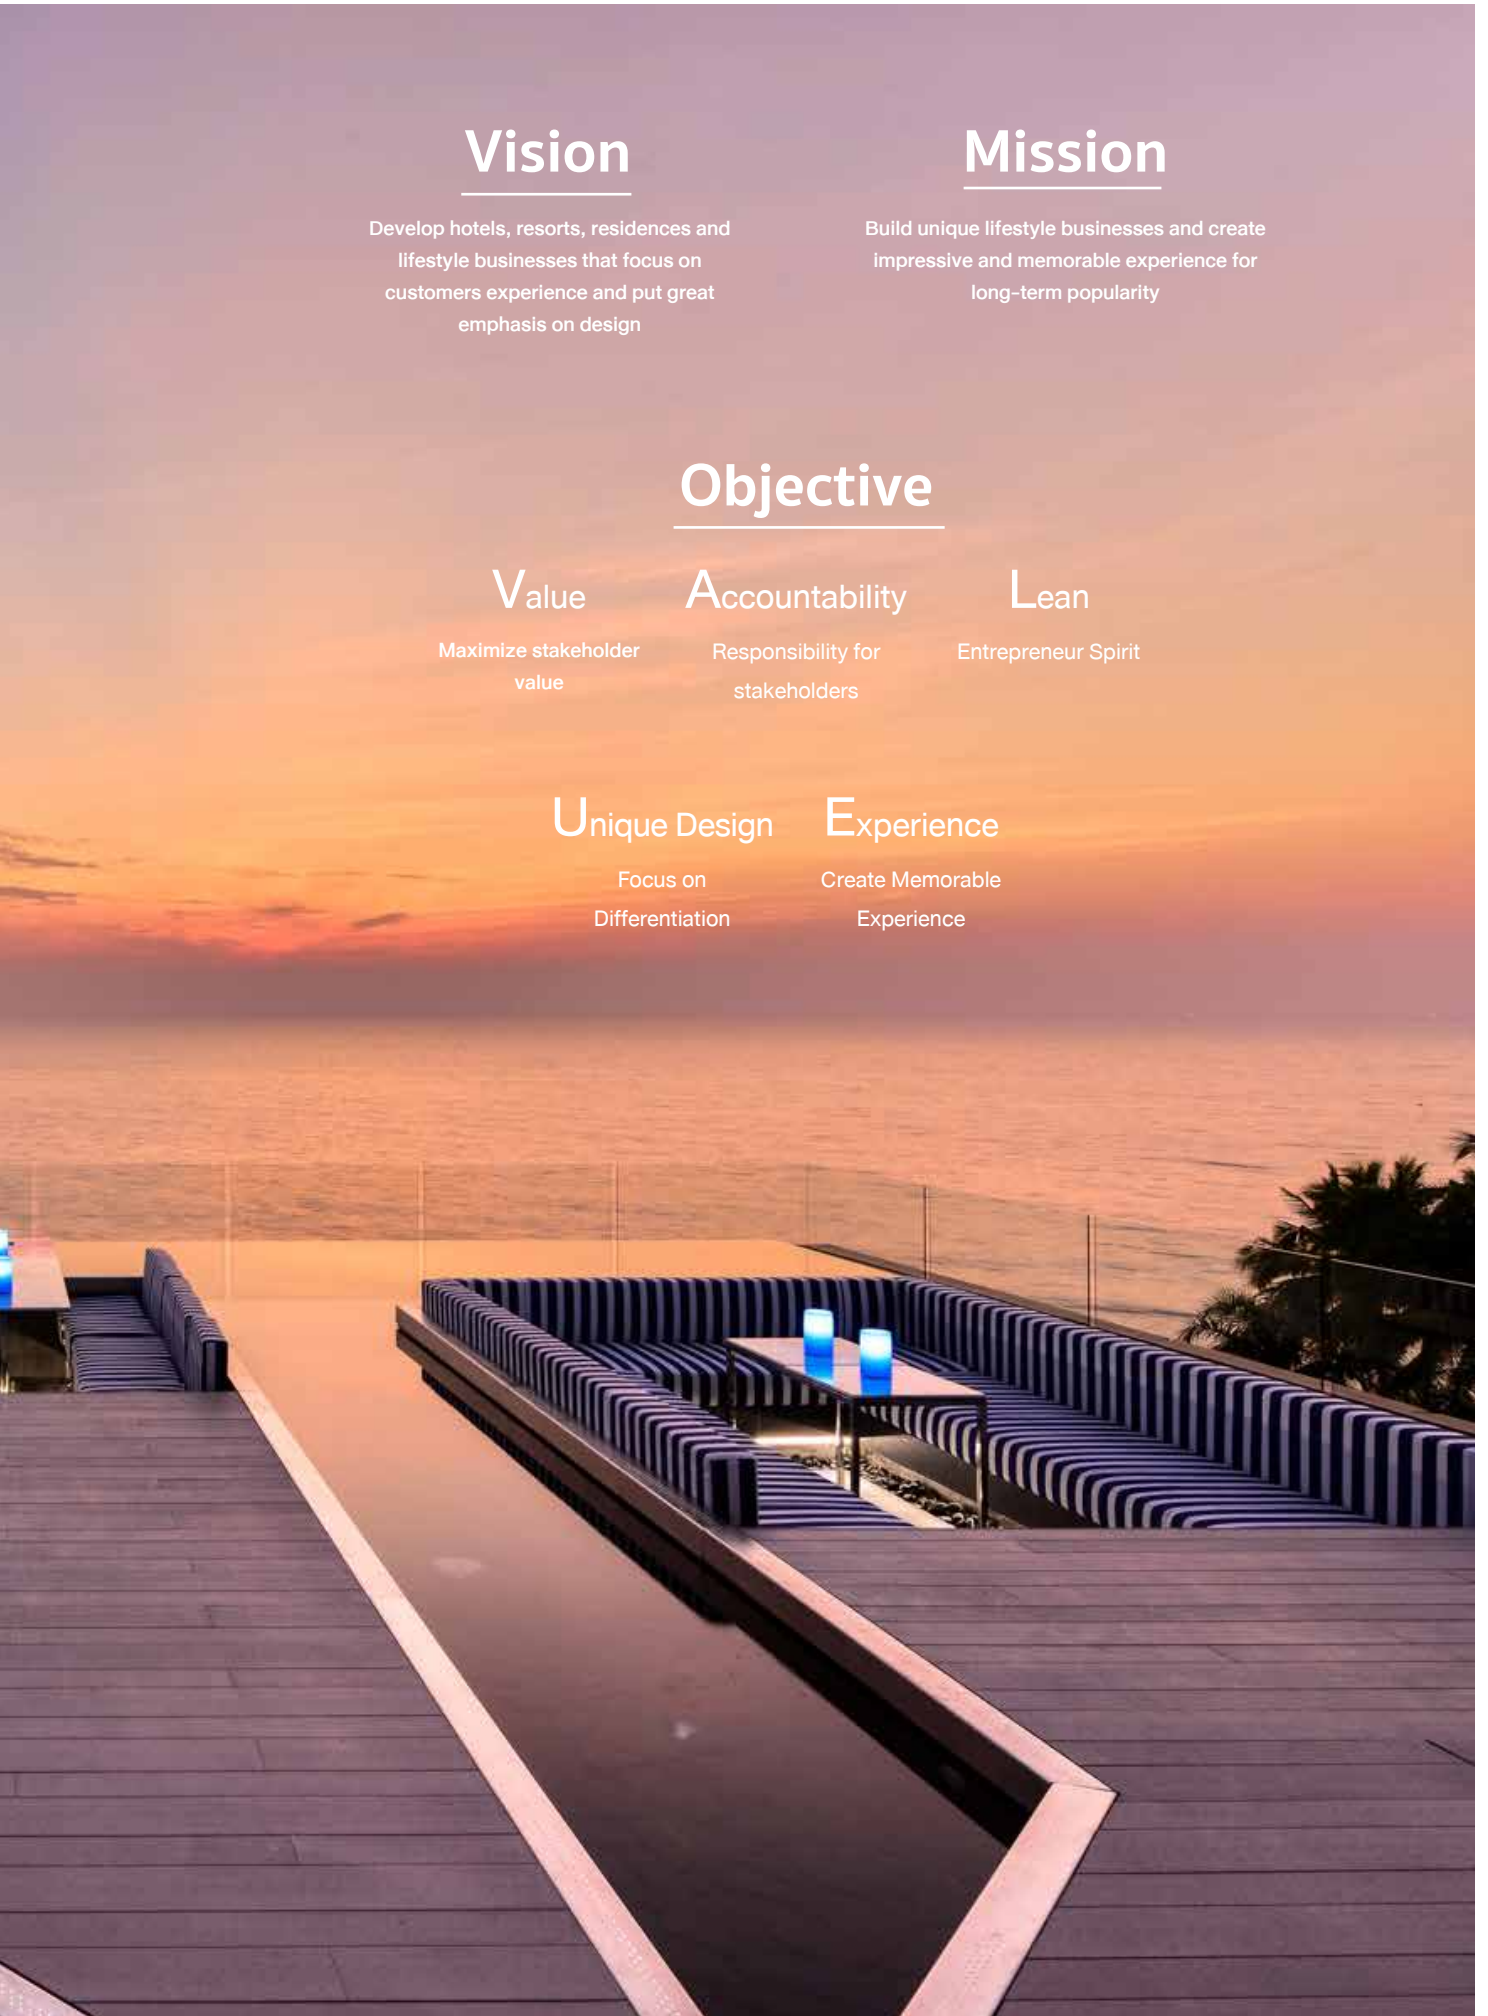 Vision
Develop hotels, resorts, residences and
lifestyle businesses that focus on
customers experience and put great
emphasis on design
Mission
Build unique lifestyle businesses and create
impressive and memorable experience for
long-term popularity
Objective
Value
Maximize stakeholder
value
Accountability
Responsibility for
stakeholders
Lean
Entrepreneur Spirit
Unique Design
Focus on
Differentiation
Experience
Create Memorable
Experience